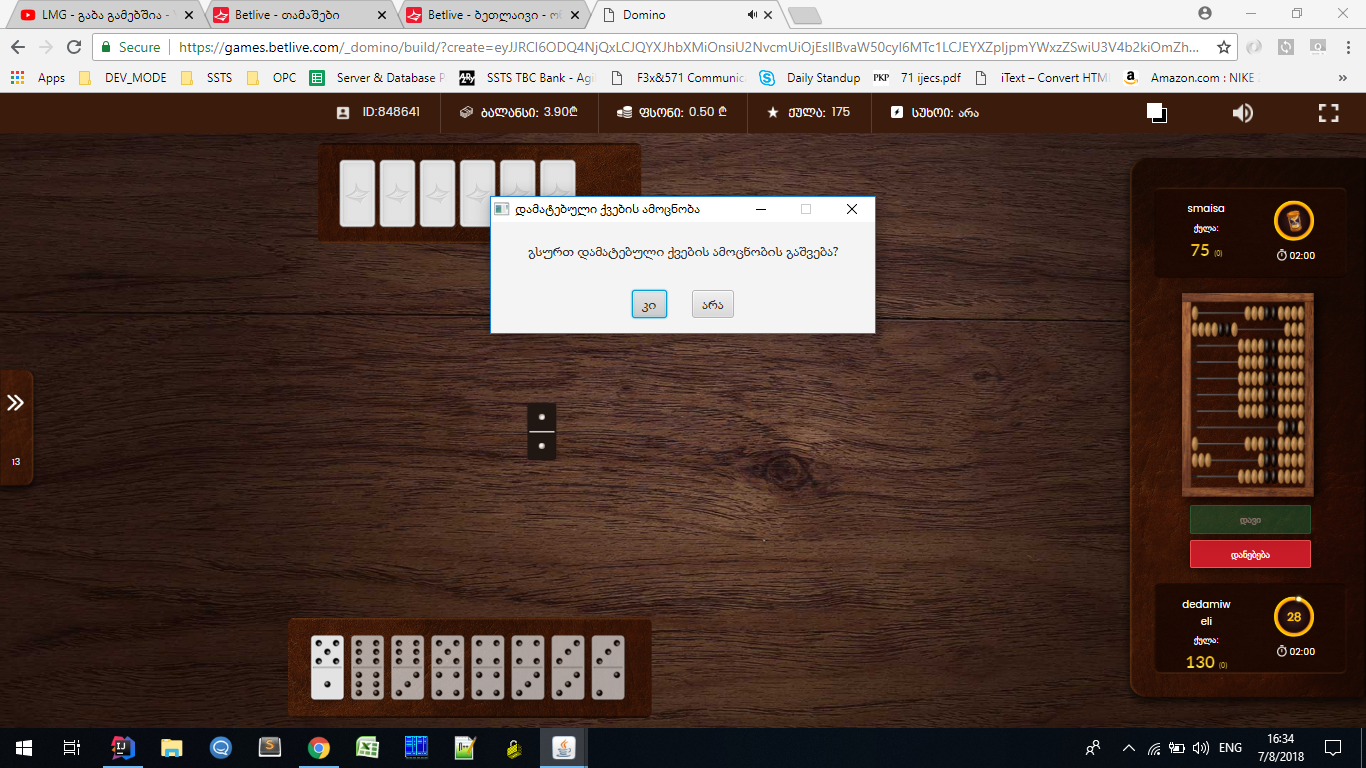 LMG - გაბა გამებშია - 
Betlive - თამაშები
Betlive - ბეთლაივი - ონ
Domino
Secure
https://games.betlive.com/_domino/build/?create=eyJJRCI6ODQ4NjQxLCJQYXJhbXMiOnsiU2NvcmUiOjEsIlBvaW50cyI6MTc1LCJEYXZpIjpmYWxzZSwiU3V4b2kiOmZh...
Apps
DEV_MODE
SSTS
OPC
Server & Database P
SSTS TBC Bank - Agil
F3x&571 Communic
Daily Standup
PKP
71 ijecs.pdf
iText – Convert HTM
Amazon.com : NIKE
ID:848641
ბალანსი: 3.90₾
ფსონი: 0.50 ₾
ქულა: 175
სუხოი: არა
დამატებული ქვების ამოცნობა
გსურთ დამატებული ქვების ამოცნობის გაშვება?
კი
არა
smaisa
ქულა:
75 (0)
02:00
13
დავი
დანებება
dedamiw
eli
28
ქულა:
130 (0)
02:00
ENG
16:34
7/8/2018